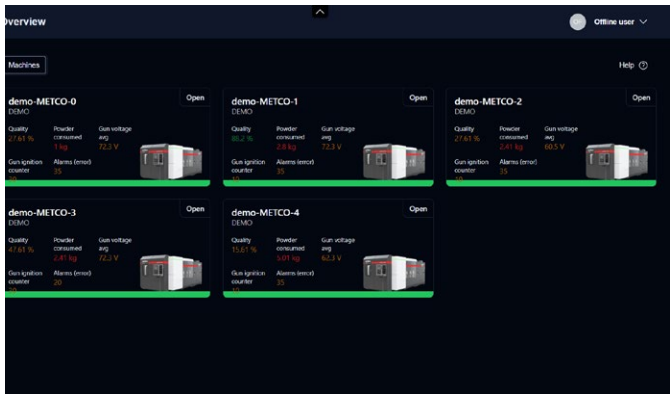 Overview
Offline user
Machines
Help
demo-METCO-0
Open
DEMO
Quality
Powder consumed
Gun voltage avg
27.61 %
1 kg
72.3 V
Gun ignition counter
Alarms (error)
35
demo-METCO-1
Open
DEMO
Quality
Powder consumed
Gun voltage avg
2.8 kg
72.3 V
Gun ignition counter
Alarms (error)
35
demo-METCO-2
Open
DEMO
Quality
Powder consumed
Gun voltage avg
27.61 %
2.41 kg
60.5 V
Gun ignition counter
Alarms (error)
35
demo-METCO-3
Open
DEMO
Quality
Powder consumed
Gun voltage avg
47.61 %
2.41 kg
72.3 V
Gun ignition counter
Alarms (error)
20
demo-METCO-4
Open
DEMO
Quality
Powder consumed
Gun voltage avg
15.61 %
5.01 kg
62.3 V
Gun ignition counter
Alarms (error)
35